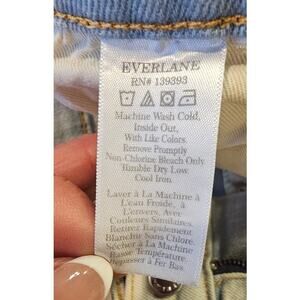 EVERLANE
RN# 139393
Machine Wash Cold,
Inside Out,
With Like Colors.
Remove Promptly
Non-Chlorine Bleach Only
Tumble Dry Low.
Cool Iron.
Laver à La Machine à
L'eau Froide, à
L'envers, Avec
Couleurs Similaires.
Retirer Rapidement
Blanchir Sans Chlore.
Sécher à La Machine
Basse Température.
Repasser à Fer Bas.